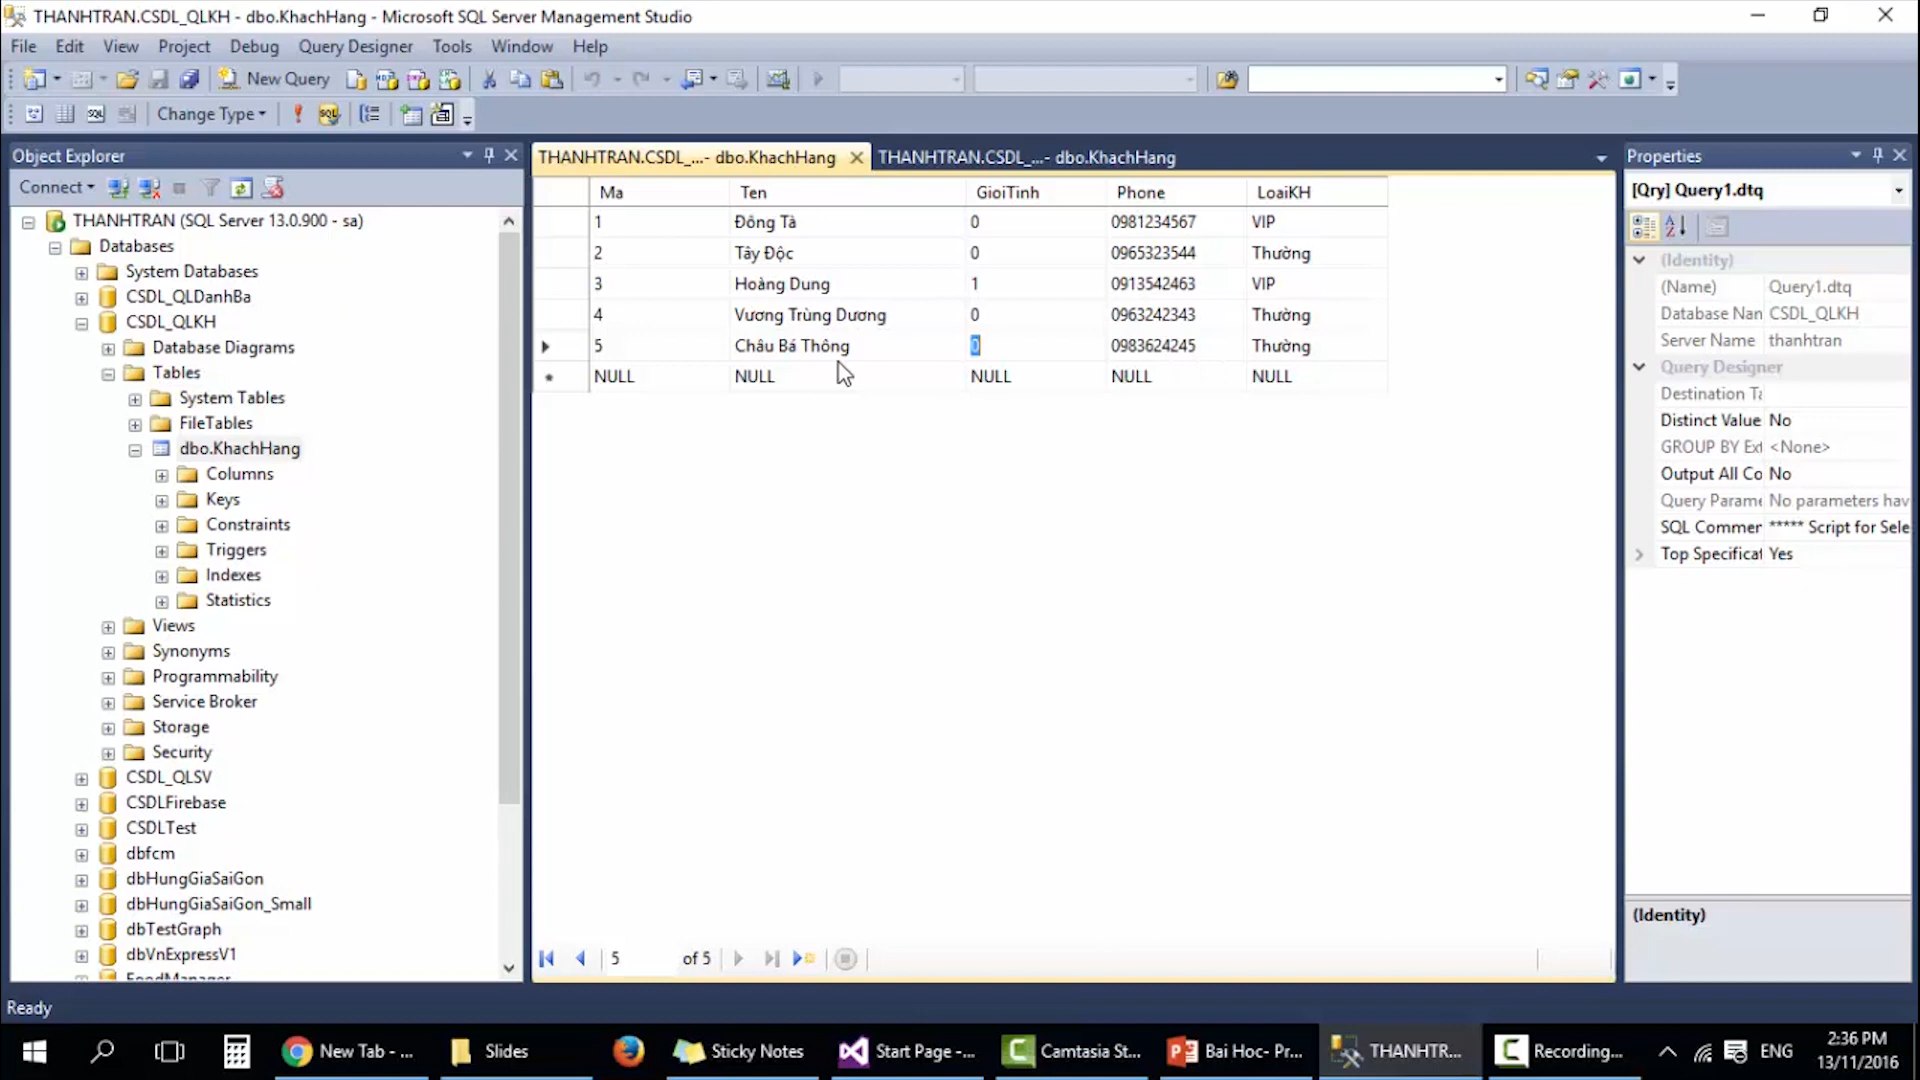 THANHTRAN.CSDL_QLKH - dbo.KhachHang - Microsoft SQL Server Management Studio
File Edit View Project Debug Query Designer Tools Window Help
New Query
Change Type
Object Explorer
Connect
THANHTRAN (SQL Server 13.0.900 - sa)
Databases
System Databases
CSDL_QLDanhBa
CSDL_QLKH
Database Diagrams
Tables
System Tables
FileTables
dbo.KhachHang
Columns
Keys
Constraints
Triggers
Indexes
Statistics
Views
Synonyms
Programmability
Service Broker
Storage
Security
CSDL_QLSV
CSDLFirebase
CSDLTest
dbfcm
dbHungGiaSaiGon
dbHungGiaSaiGon_Small
dbTestGraph
dbVnExpressV1
FoodManager
THANHTRAN.CSDL_...- dbo.KhachHang THANHTRAN.CSDL_...- dbo.KhachHang
Ma Ten GioiTinh Phone LoaiKH
1 Đông Tà 0 0981234567 VIP
2 Tây Độc 0 0965323544 Thường
3 Hoàng Dung 1 0913542463 VIP
4 Vương Trùng Dương 0 0963242343 Thường
5 Châu Bá Thông 0 0983624245 Thường
NULL NULL NULL NULL NULL
5 of 5
Properties
[Qry] Query1.dtq
(Identity)
(Name) Query1.dtq
Database Nan CSDL_QLKH
Server Name thanhtran
Query Designer
Destination Ta
Distinct Value No
GROUP BY Ext <None>
Output All Co No
Query Parame No parameters hav
SQL Commer ***** Script for Sele
Top Specificat Yes
(Identity)
Ready
New Tab - ... Slides Sticky Notes Start Page -... Camtasia St... Bai Hoc- Pr... THANHTR... Recording... ENG 2:36 PM
13/11/2016